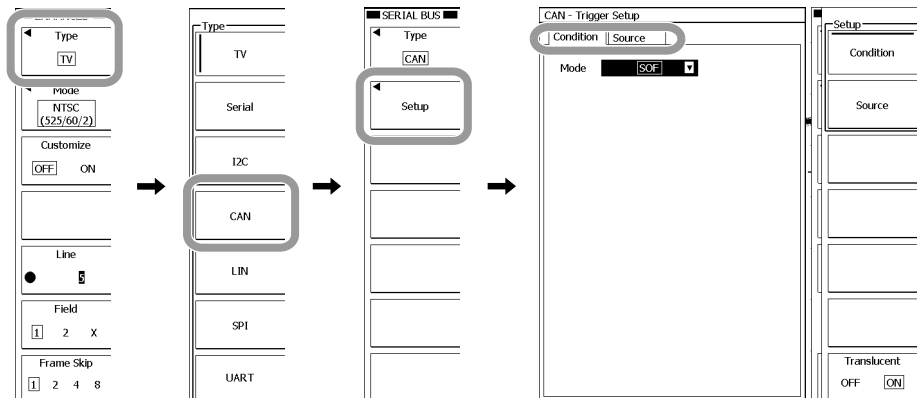 Type
TV
Mode
NTSC
(525/60/2)
Customize
OFF ON
Line
5
Field
1 2 X
Frame Skip
1 2 4 8
Type
TV
Serial
I2C
CAN
LIN
SPI
UART
SERIAL BUS
Type
CAN
Setup
CAN - Trigger Setup
Condition Source
Mode SOF
Setup
Condition
Source
Translucent
OFF ON